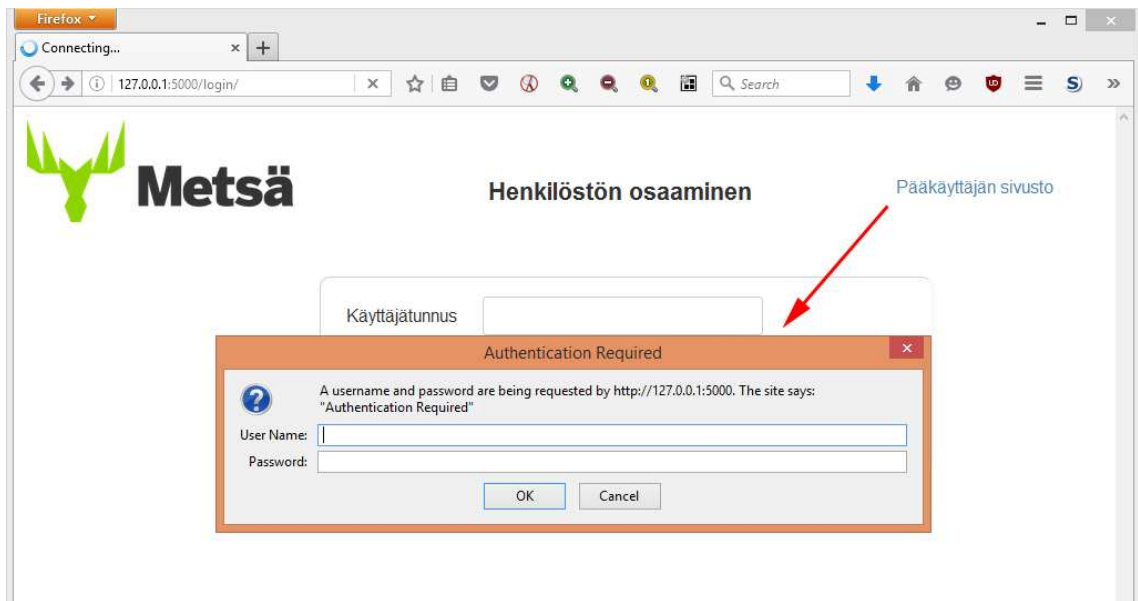 Firefox
Connecting...
127.0.0.1:5000/login/
Search
Metsä
Henkilöstön osaaminen
Pääkäyttäjän sivusto
Käyttäjätunnus
Authentication Required
A username and password are being requested by http://127.0.0.1:5000. The site says:
"Authentication Required"
User Name:
Password:
OK
Cancel